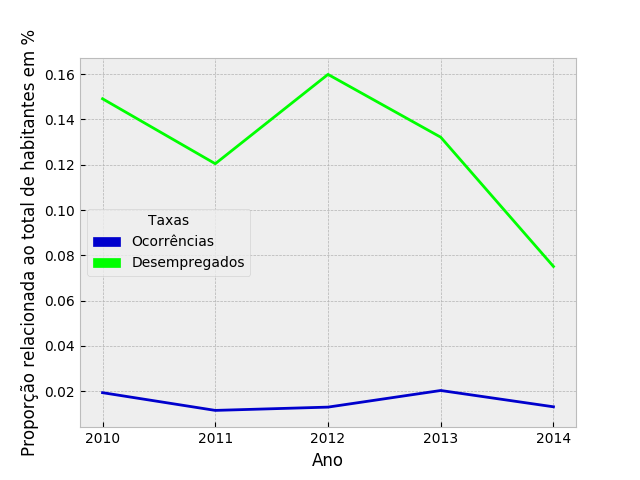 Proporção relacionada ao total de habitantes em %
0.16
0.14
0.12
0.10
0.08
0.06
0.04
0.02
Taxas
Ocorrências
Desempregados
2010 2011 2012 2013 2014
Ano